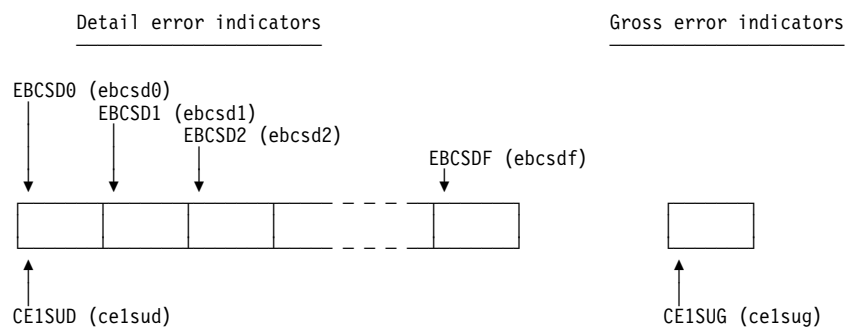 Detail error indicators
Gross error indicators
EBCSD0 (ebcsd0)
EBCSD1 (ebcsd1)
EBCSD2 (ebcsd2)
EBCSDF (ebcsdf)
CE1SUD (ce1sud)
CE1SUG (ce1sug)